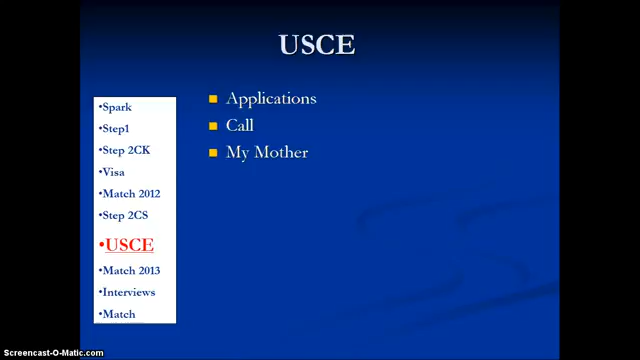 USCE
•Spark
•Step1
•Step 2CK
•Visa
•Match 2012
•Step 2CS
•USCE
•Match 2013
•Interviews
•Match
Applications
Call
My Mother
Screencast-O-Matic.com